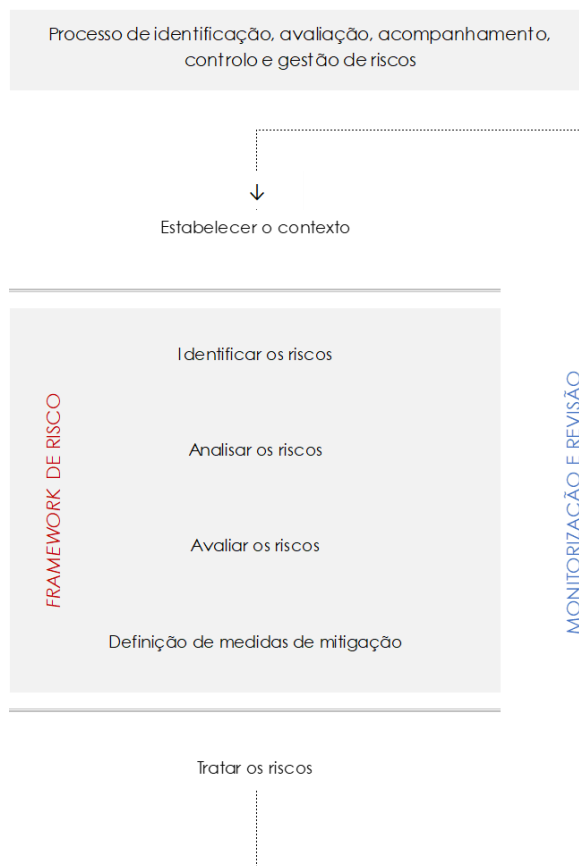 Processo de identificação, avaliação, acompanhamento,
controlo e gestão de riscos
Estabelecer o contexto
Identificar os riscos
Analisar os riscos
Avaliar os riscos
Definição de medidas de mitigação
FRAMEWORK DE RISCO
MONITORIZAÇÃO E REVISÃO
Tratar os riscos